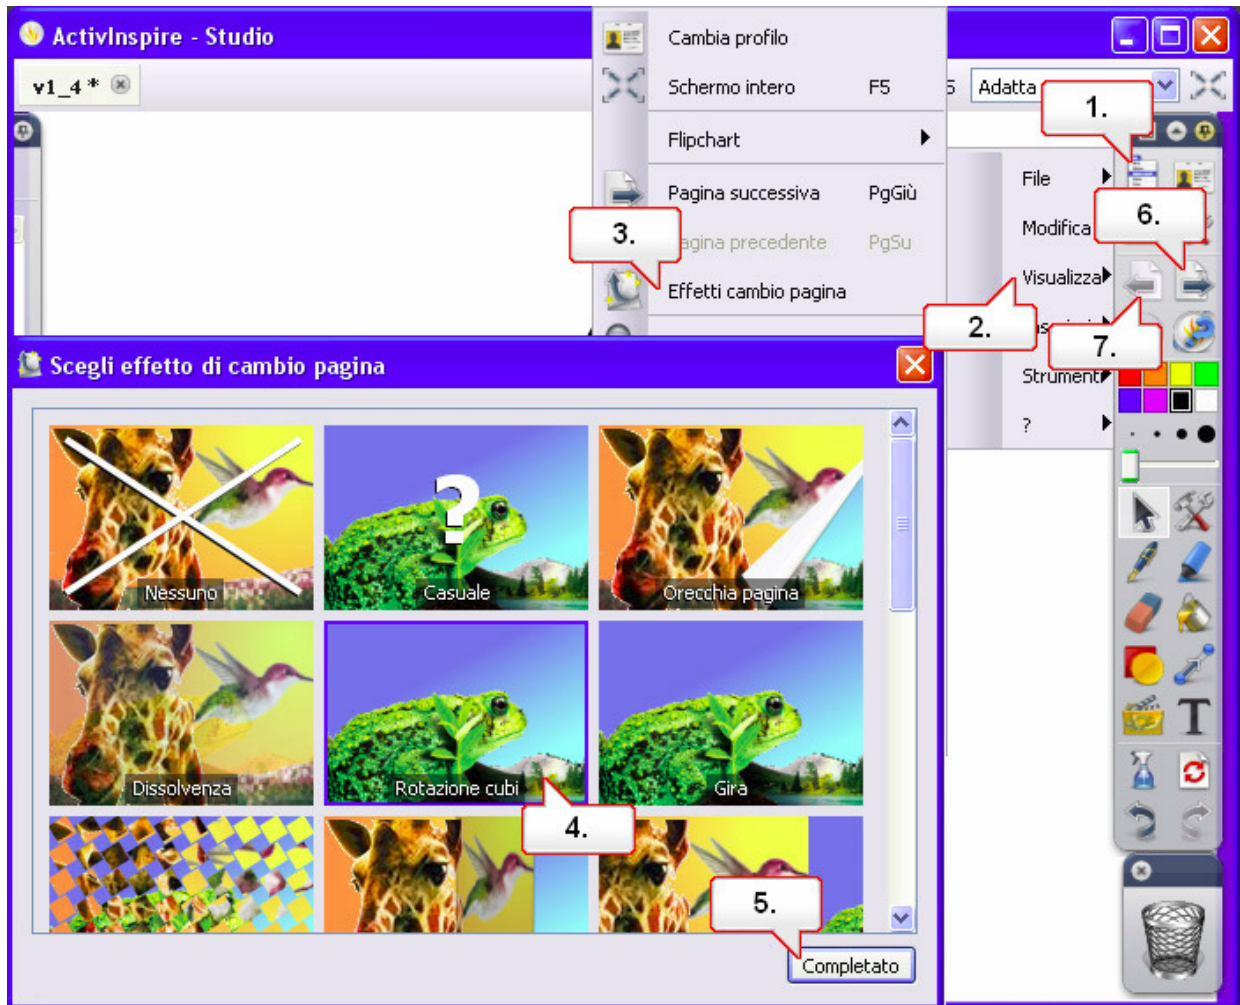 ActivInspire - Studio
v1_4 *
Cambia profilo
Schermo intero F5
Flipchart
Pagina successiva PgGiù
agina precedente PgSu
Effetti cambio pagina
5 Adatta
1.
File
Modifica
6.
Visualizza
3.
2.
7.
Strumenti
?
Scegli effetto di cambio pagina
Nessuno
?
Casuale
Orecchia pagina
Dissolvenza
Rotazione cubi
Gira
4.
5.
Completato
T